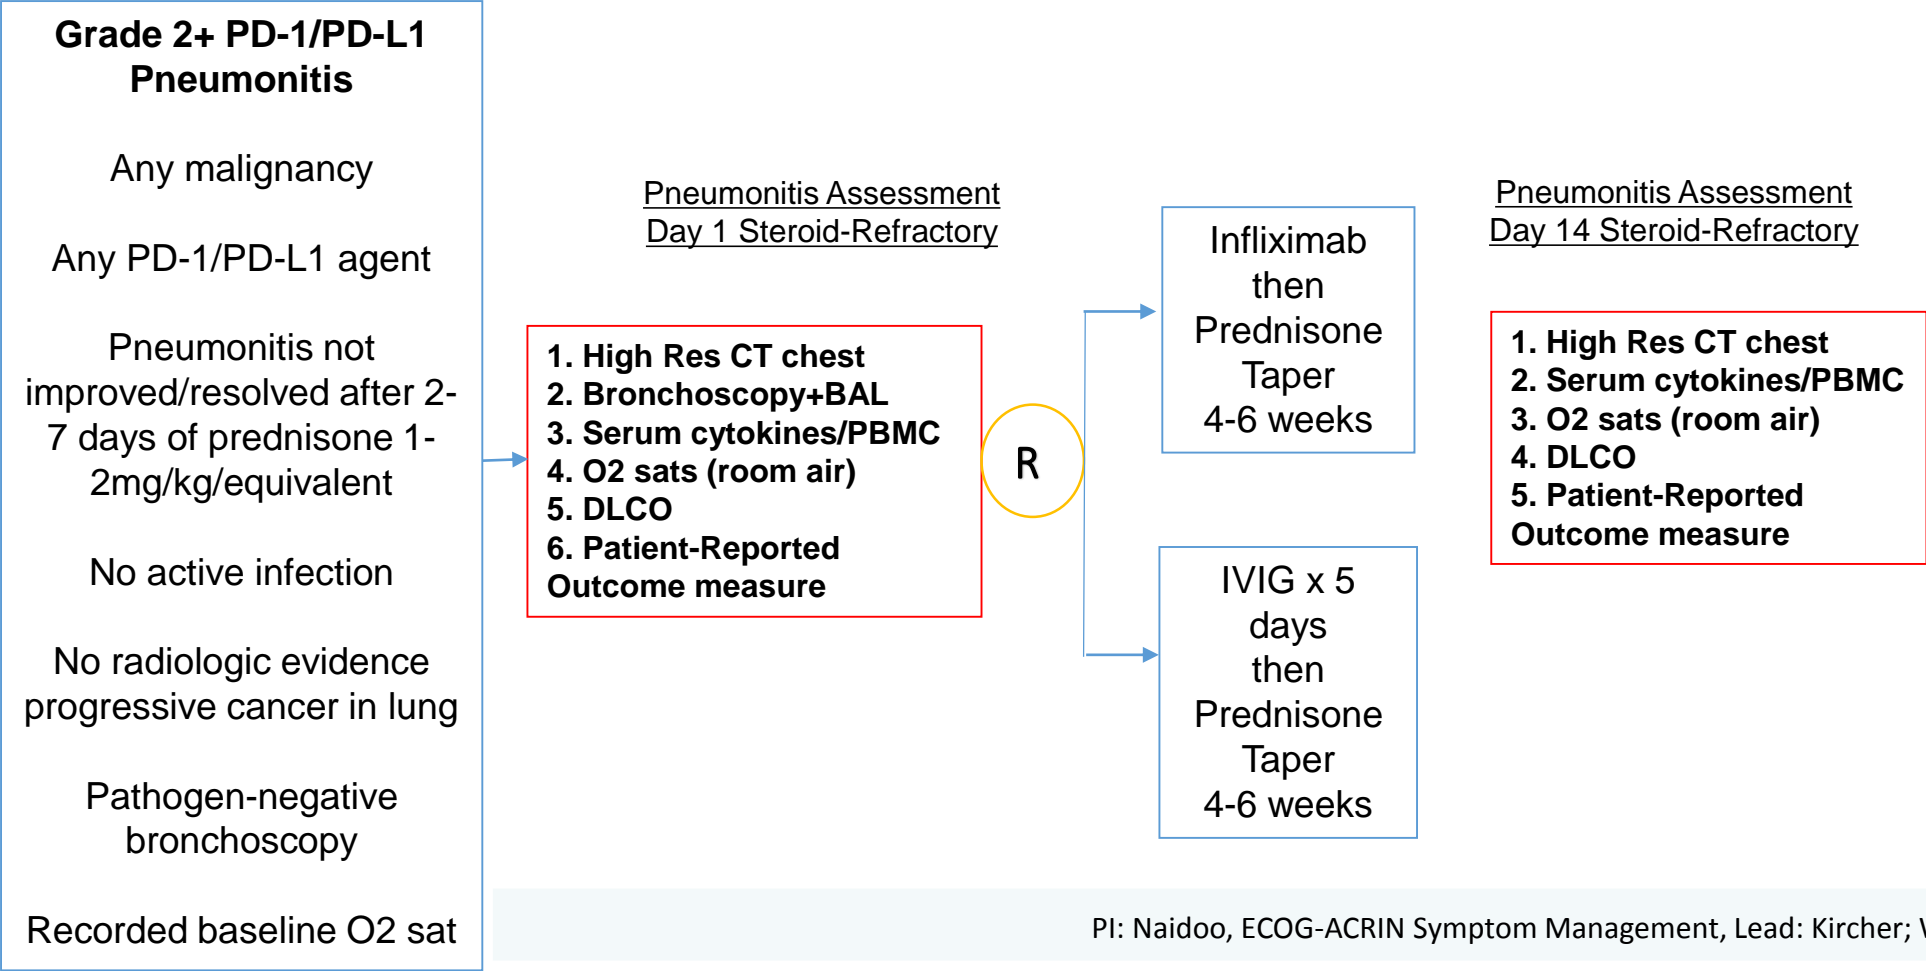 Grade 2+ PD-1/PD-L1
Pneumonitis
Any malignancy
Any PD-1/PD-L1 agent
Pneumonitis not
improved/resolved after 2-
7 days of prednisone 1-
2mg/kg/equivalent
No active infection
No radiologic evidence
progressive cancer in lung
Pathogen-negative
bronchoscopy
Recorded baseline O2 sat
Pneumonitis Assessment
Day 1 Steroid-Refractory
1. High Res CT chest
2. Bronchoscopy+BAL
3. Serum cytokines/PBMC
4. O2 sats (room air)
5. DLCO
6. Patient-Reported
Outcome measure
R
Infliximab
then
Prednisone
Taper
4-6 weeks
IVIG x 5
days
then
Prednisone
Taper
4-6 weeks
Pneumonitis Assessment
Day 14 Steroid-Refractory
1. High Res CT chest
2. Serum cytokines/PBMC
3. O2 sats (room air)
4. DLCO
5. Patient-Reported
Outcome measure
PI: Naidoo, ECOG-ACRIN Symptom Management, Lead: Kircher;